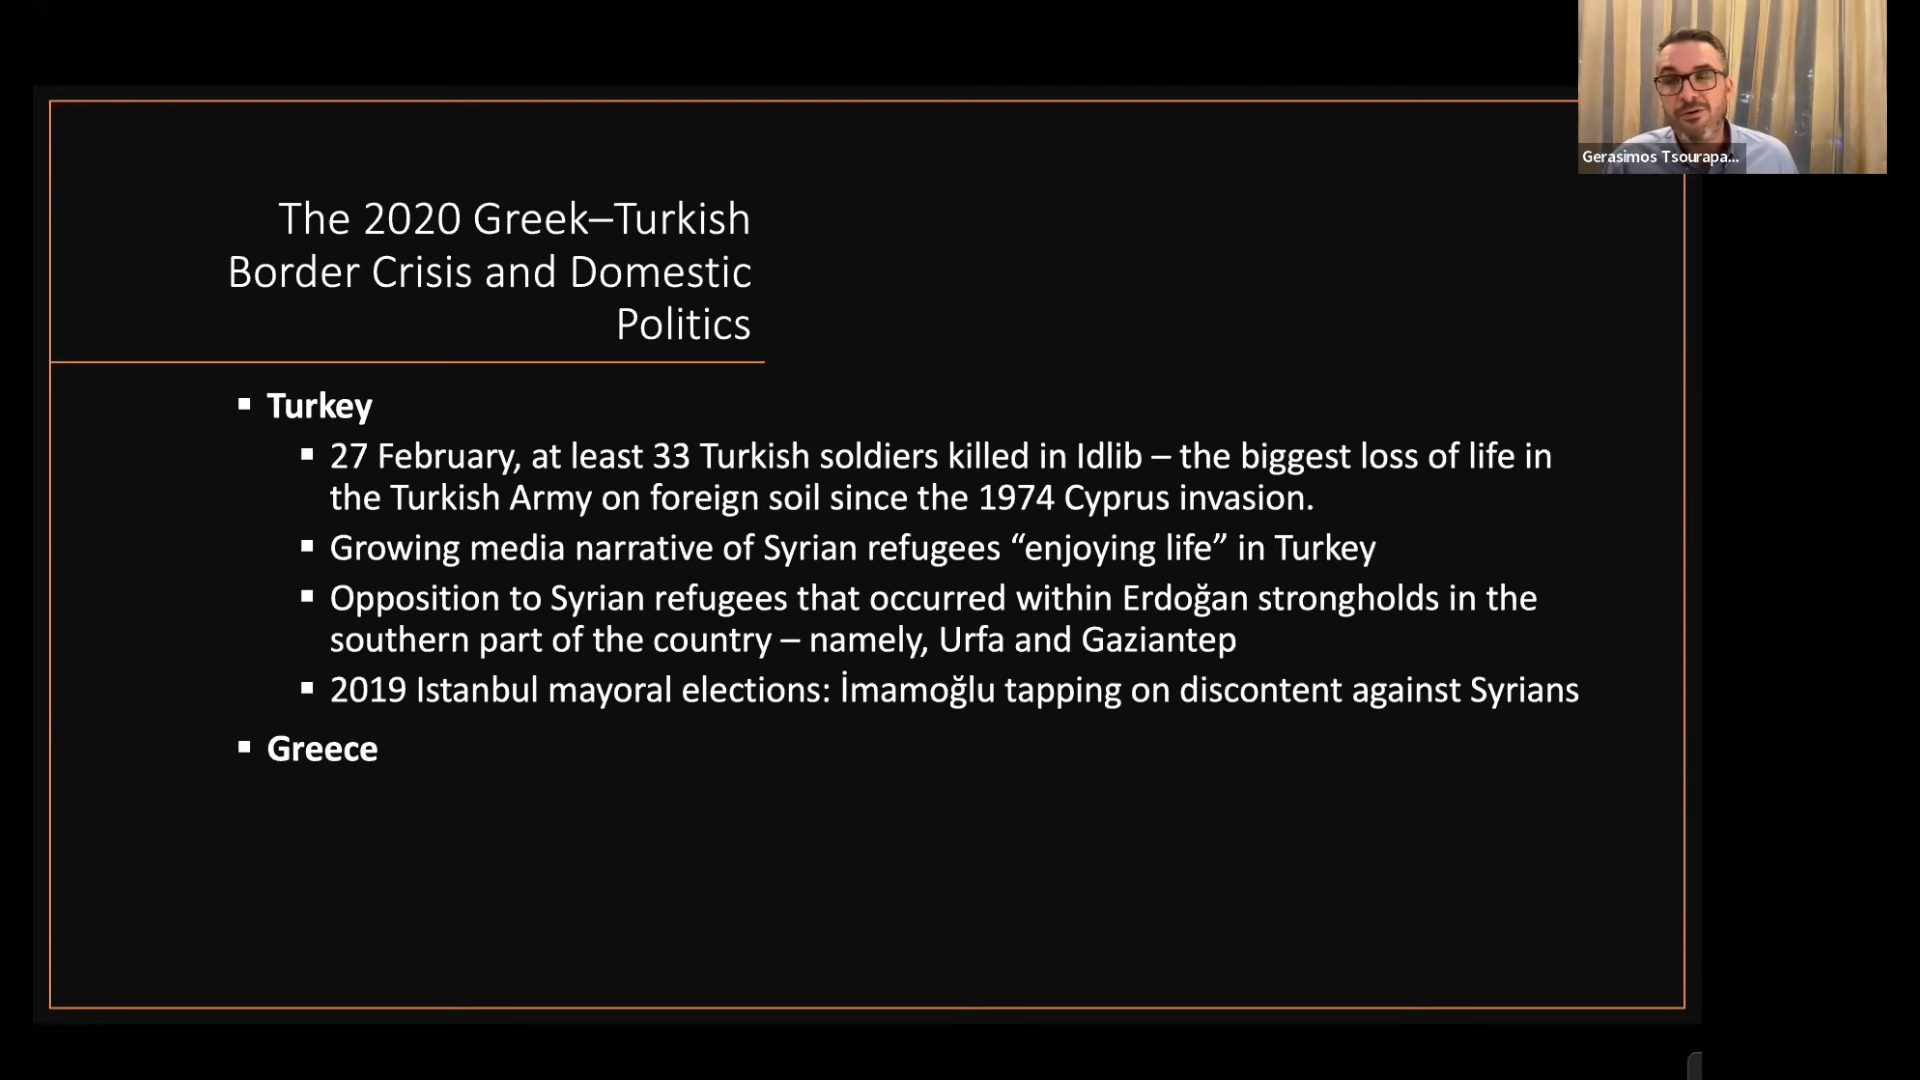 The 2020 Greek–Turkish
Border Crisis and Domestic
Politics
Gerasimos Tsourapa...
▪ Turkey
▪ 27 February, at least 33 Turkish soldiers killed in Idlib – the biggest loss of life in
the Turkish Army on foreign soil since the 1974 Cyprus invasion.
▪ Growing media narrative of Syrian refugees “enjoying life” in Turkey
▪ Opposition to Syrian refugees that occurred within Erdoğan strongholds in the
southern part of the country – namely, Urfa and Gaziantep
▪ 2019 Istanbul mayoral elections: İmamoğlu tapping on discontent against Syrians
▪ Greece